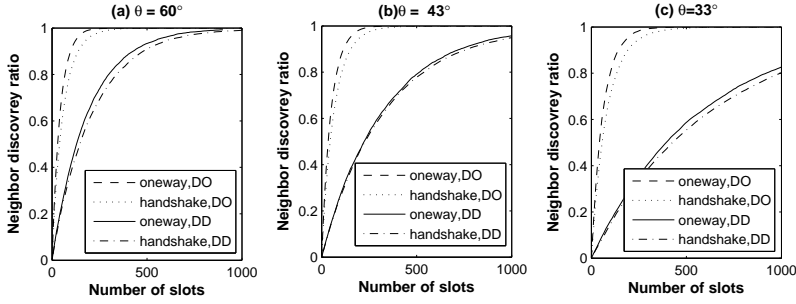 (a) θ = 60°
Neighbor discovrey ratio
1
0.8
0.6
0.4
0.2
0
0
500
1000
Number of slots
oneway,DO
handshake,DO
oneway,DD
handshake,DD
(b)θ = 43°
Neighbor discovrey ratio
1
0.8
0.6
0.4
0.2
0
0
500
1000
Number of slots
oneway,DO
handshake,DO
oneway,DD
handshake,DD
(c) θ=33°
Neighbor discovrey ratio
1
0.8
0.6
0.4
0.2
0
0
500
1000
Number of slots
oneway,DO
handshake,DO
oneway,DD
handshake,DD